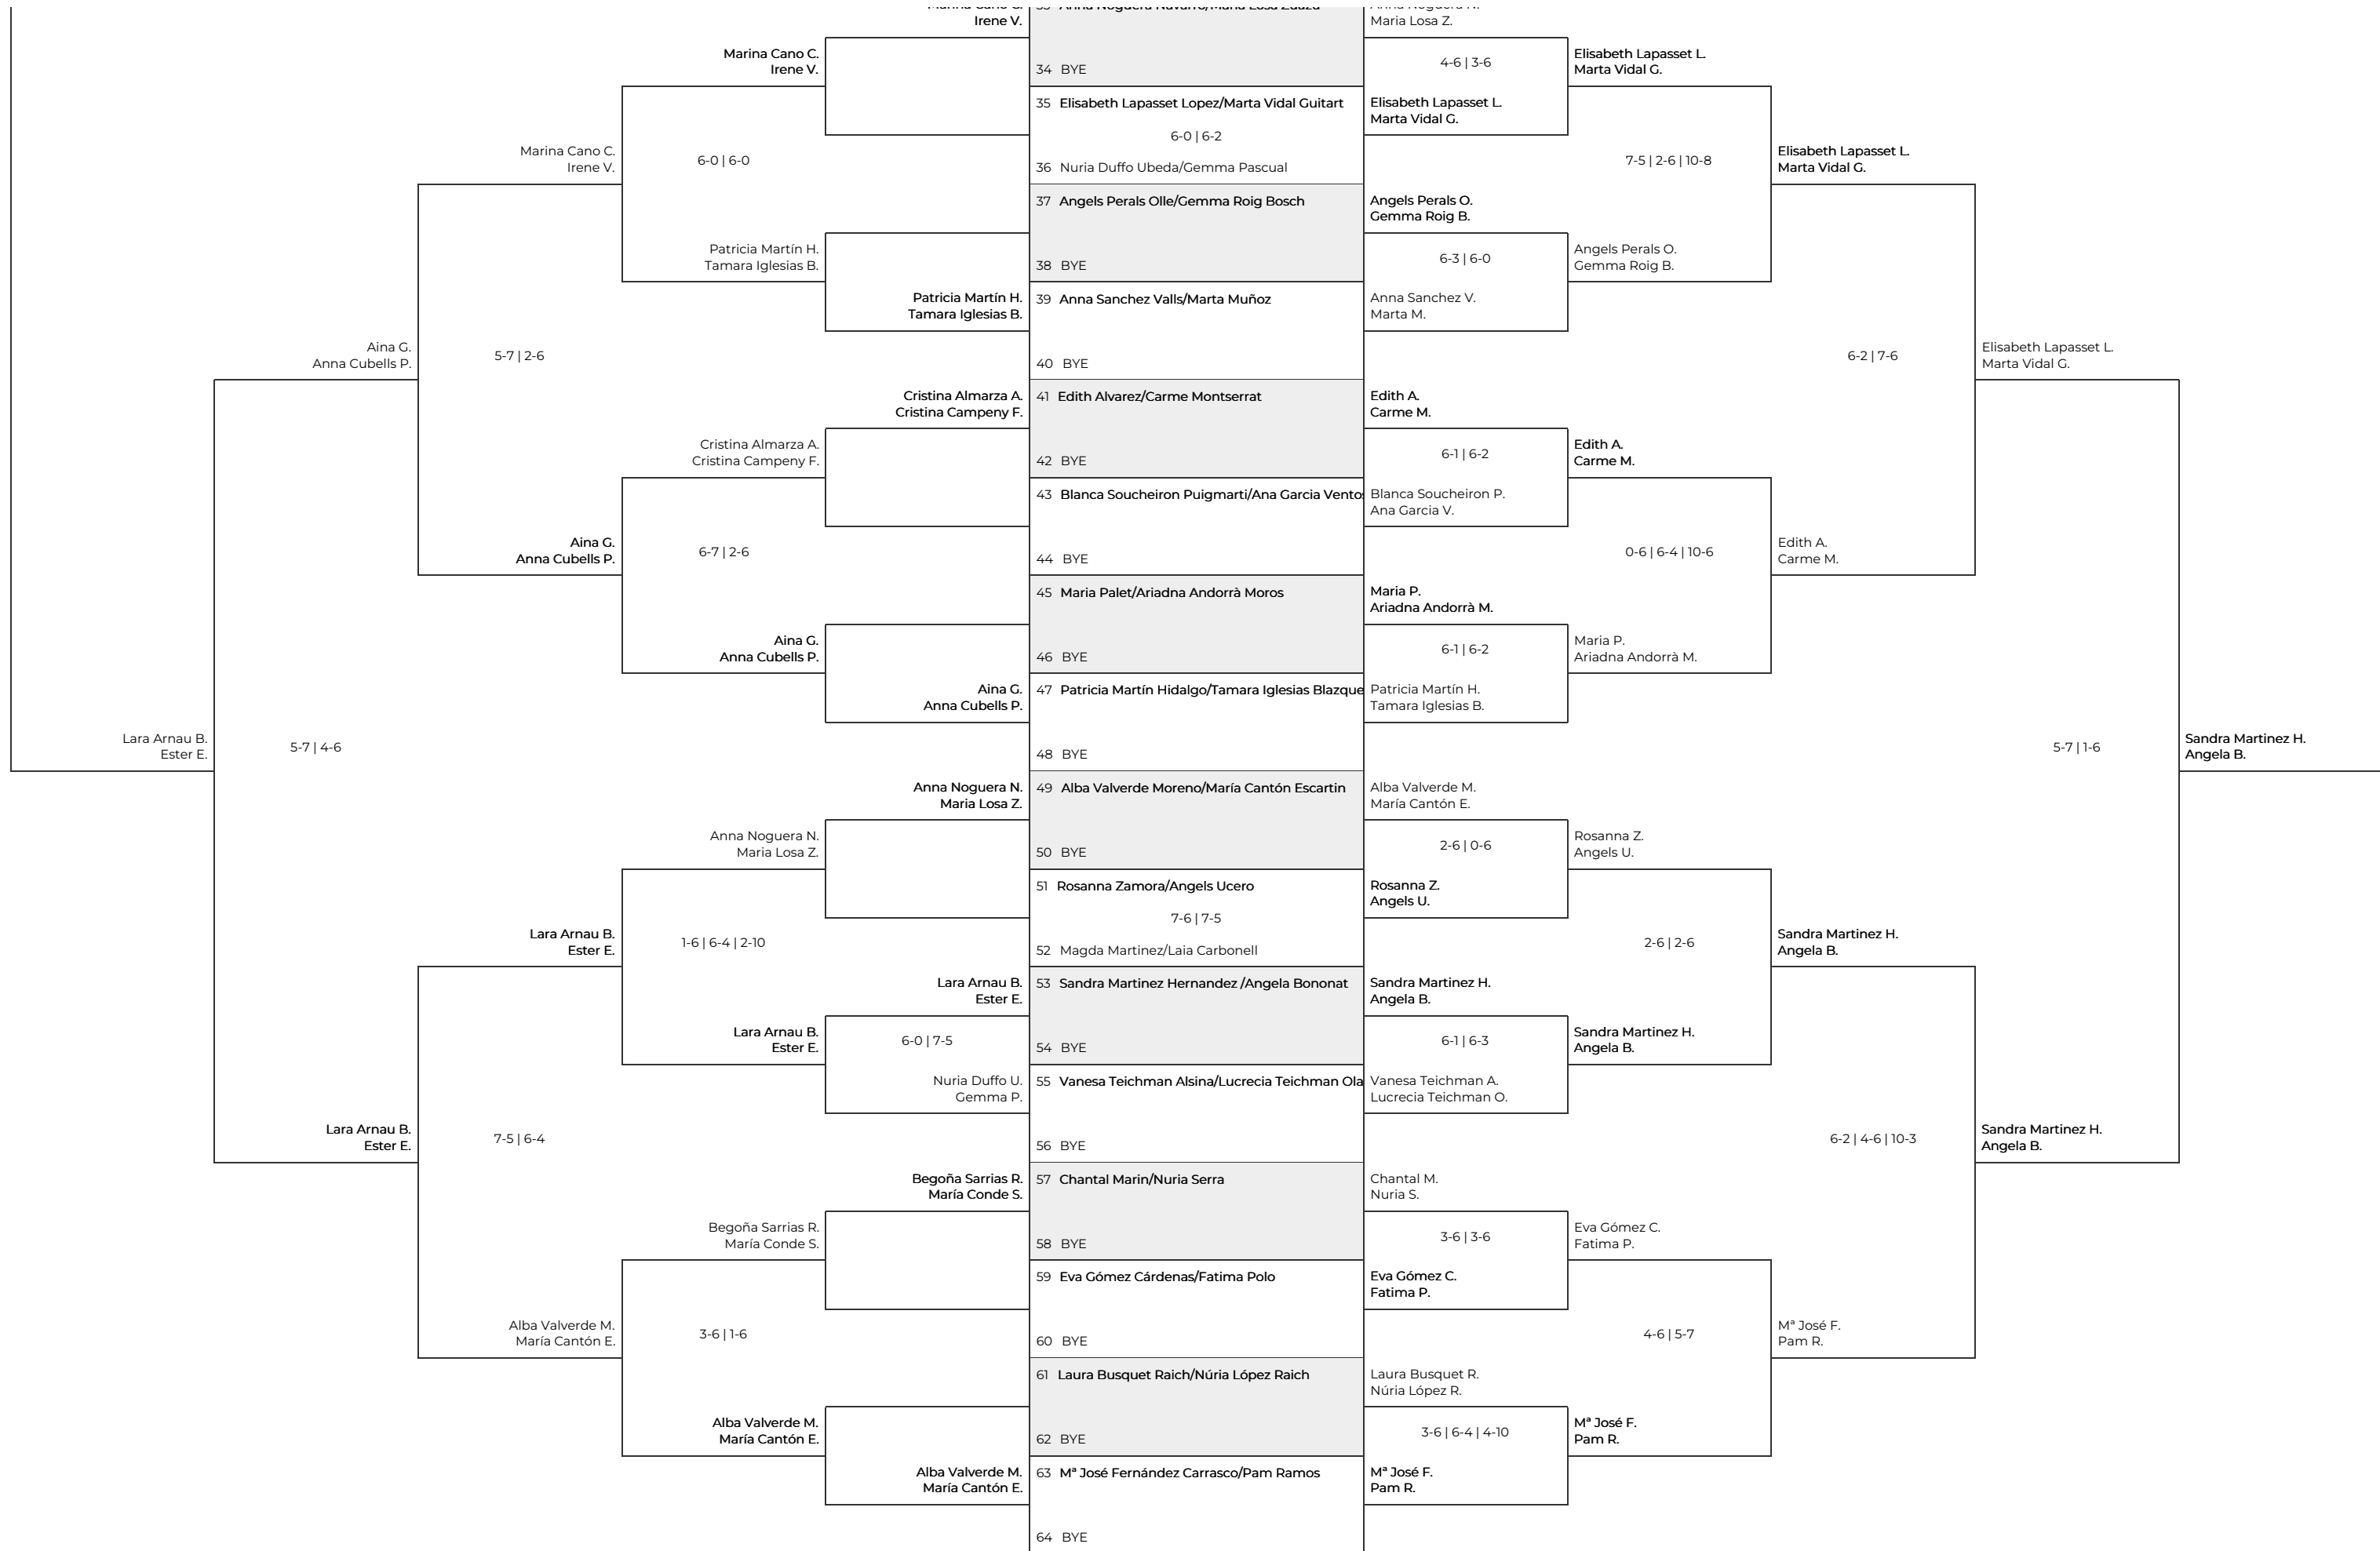 Irene V.
Maria Losa Z.
Marina Cano C.
Irene V.
34 BYE
4-6 | 3-6
Elisabeth Lapasset L.
Marta Vidal G.
35 Elisabeth Lapasset Lopez/Marta Vidal Guitart
6-0 | 6-2
36 Nuria Duffo Ubeda/Gemma Pascual
Elisabeth Lapasset L.
Marta Vidal G.
Marina Cano C.
Irene V.
6-0 | 6-0
7-5 | 2-6 | 10-8
Elisabeth Lapasset L.
Marta Vidal G.
37 Angels Perals Olle/Gemma Roig Bosch
38 BYE
Angels Perals O.
Gemma Roig B.
Patricia Martín H.
Tamara Iglesias B.
6-3 | 6-0
Angels Perals O.
Gemma Roig B.
Patricia Martín H.
Tamara Iglesias B.
39 Anna Sanchez Valls/Marta Muñoz
40 BYE
Anna Sanchez V.
Marta M.
Aina G.
Anna Cubells P.
5-7 | 2-6
6-2 | 7-6
Elisabeth Lapasset L.
Marta Vidal G.
Cristina Almarza A.
Cristina Campeny F.
41 Edith Alvarez/Carme Montserrat
42 BYE
Edith A.
Carme M.
Cristina Almarza A.
Cristina Campeny F.
6-1 | 6-2
Edith A.
Carme M.
43 Blanca Soucheiron Puigmarti/Ana Garcia Vento
44 BYE
Blanca Soucheiron P.
Ana Garcia V.
Aina G.
Anna Cubells P.
6-7 | 2-6
0-6 | 6-4 | 10-6
Edith A.
Carme M.
45 Maria Palet/Ariadna Andorrà Moros
46 BYE
Maria P.
Ariadna Andorrà M.
Aina G.
Anna Cubells P.
6-1 | 6-2
Maria P.
Ariadna Andorrà M.
Aina G.
Anna Cubells P.
47 Patricia Martín Hidalgo/Tamara Iglesias Blazque
48 BYE
Patricia Martín H.
Tamara Iglesias B.
Lara Arnau B.
Ester E.
5-7 | 4-6
5-7 | 1-6
Sandra Martinez H.
Angela B.
Anna Noguera N.
Maria Losa Z.
49 Alba Valverde Moreno/María Cantón Escartin
50 BYE
Alba Valverde M.
María Cantón E.
Anna Noguera N.
Maria Losa Z.
2-6 | 0-6
Rosanna Z.
Angels U.
51 Rosanna Zamora/Angels Ucero
7-6 | 7-5
52 Magda Martinez/Laia Carbonell
Rosanna Z.
Angels U.
Lara Arnau B.
Ester E.
1-6 | 6-4 | 2-10
2-6 | 2-6
Sandra Martinez H.
Angela B.
Lara Arnau B.
Ester E.
53 Sandra Martinez Hernandez /Angela Bononat
54 BYE
Sandra Martinez H.
Angela B.
Lara Arnau B.
Ester E.
6-0 | 7-5
6-1 | 6-3
Sandra Martinez H.
Angela B.
Nuria Duffo U.
Gemma P.
55 Vanesa Teichman Alsina/Lucrecia Teichman Ola
56 BYE
Vanesa Teichman A.
Lucrecia Teichman O.
Lara Arnau B.
Ester E.
7-5 | 6-4
6-2 | 4-6 | 10-3
Sandra Martinez H.
Angela B.
Begoña Sarrias R.
María Conde S.
57 Chantal Marin/Nuria Serra
58 BYE
Chantal M.
Nuria S.
Begoña Sarrias R.
María Conde S.
3-6 | 3-6
Eva Gómez C.
Fatima P.
59 Eva Gómez Cárdenas/Fatima Polo
60 BYE
Eva Gómez C.
Fatima P.
Alba Valverde M.
María Cantón E.
3-6 | 1-6
4-6 | 5-7
Mª José F.
Pam R.
61 Laura Busquet Raich/Núria López Raich
62 BYE
Laura Busquet R.
Núria López R.
Alba Valverde M.
María Cantón E.
3-6 | 6-4 | 4-10
Mª José F.
Pam R.
Alba Valverde M.
María Cantón E.
63 Mª José Fernández Carrasco/Pam Ramos
64 BYE
Mª José F.
Pam R.